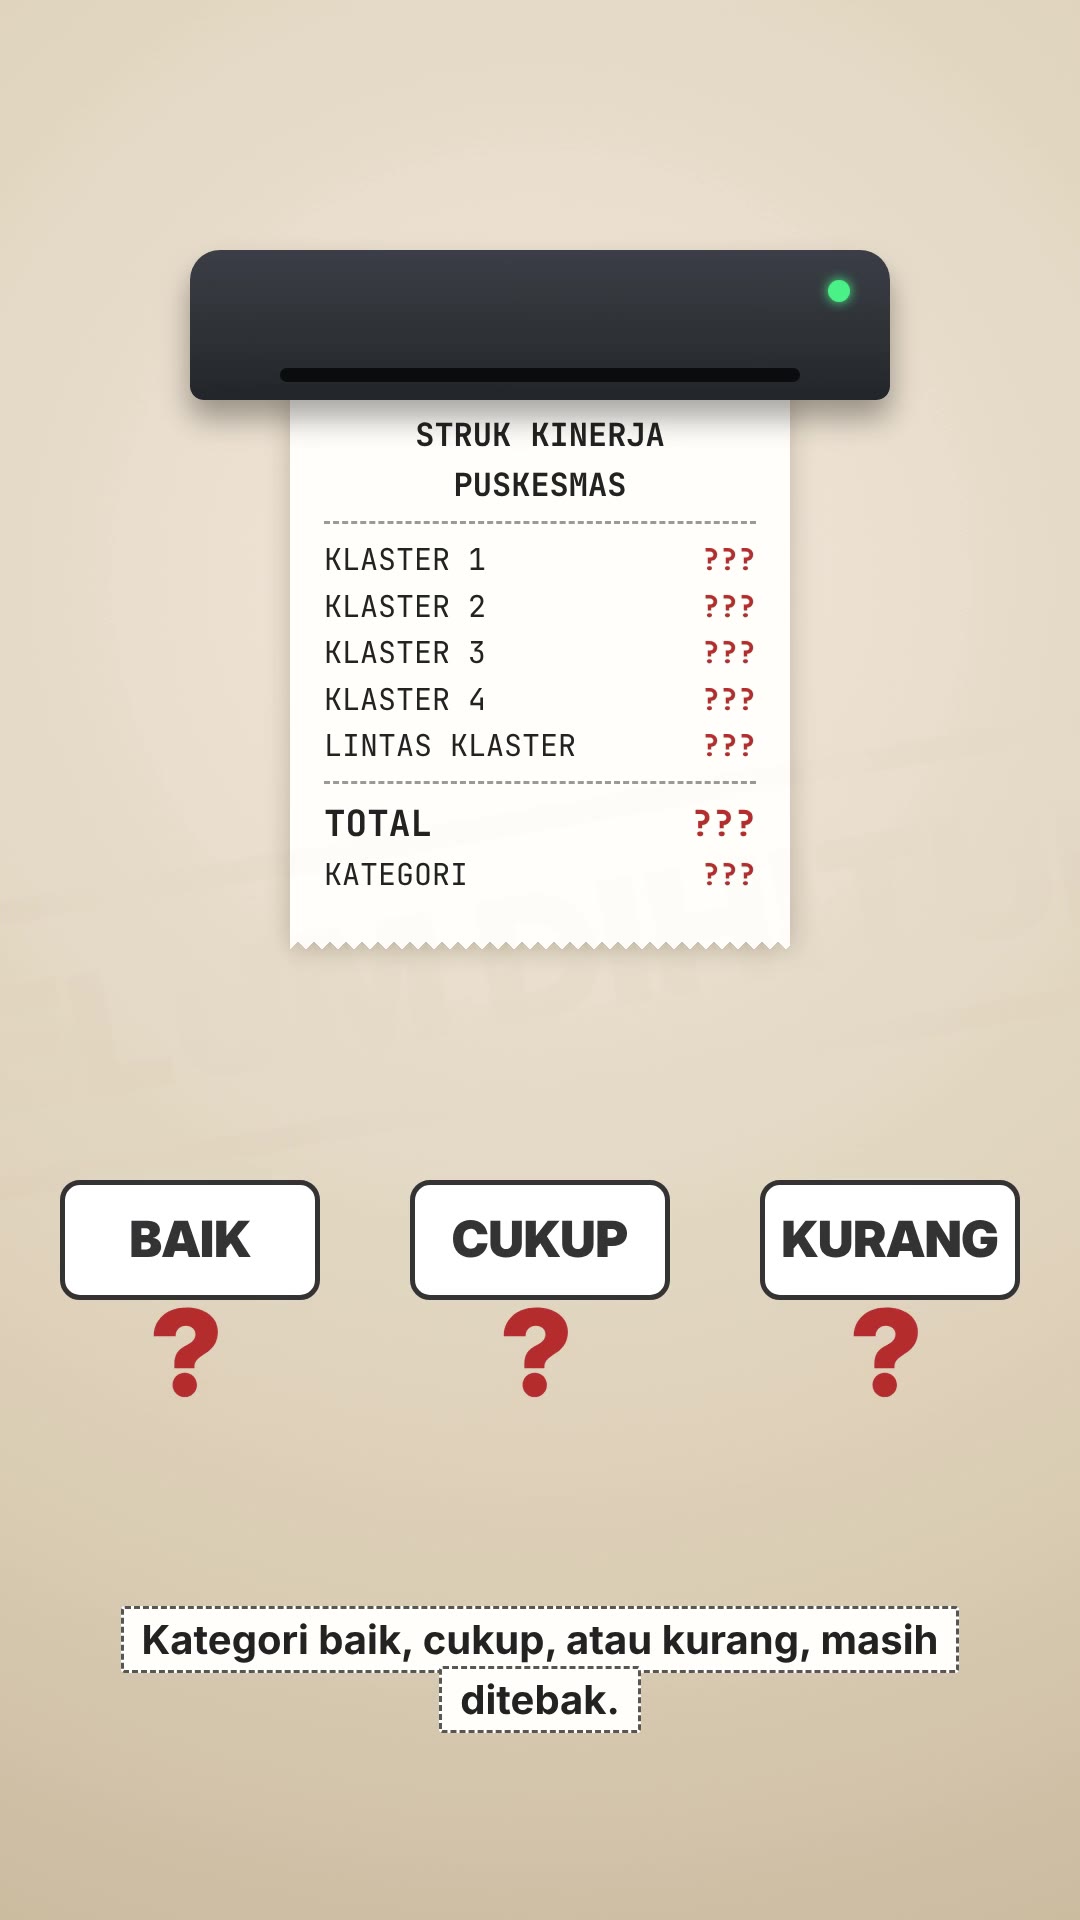 STRUK KINERJA
PUSKESMAS
KLASTER 1 ???
KLASTER 2 ???
KLASTER 3 ???
KLASTER 4 ???
LINTAS KLASTER ???
TOTAL ???
KATEGORI ???
BAIK CUKUP KURANG
? ? ?
Kategori baik, cukup, atau kurang, masih
ditebak.